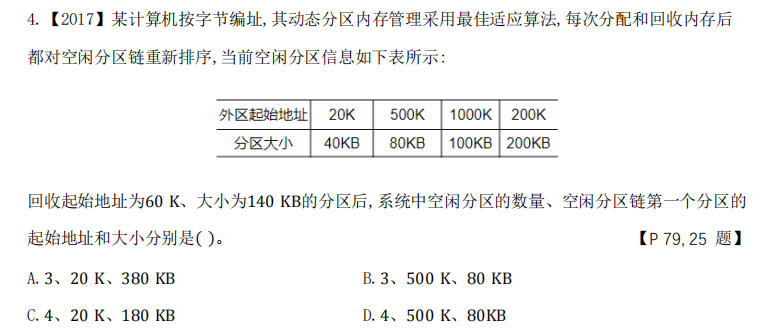 4.【2017】某计算机按字节编址,其动态分区内存管理采用最佳适应算法,每次分配和回收内存后
都对空闲分区链重新排序,当前空闲分区信息如下表所示:
外区起始地址 20K 500K 1000K 200K
分区大小 40KB 80KB 100KB 200KB
回收起始地址为60 K、大小为140 KB的分区后,系统中空闲分区的数量、空闲分区链第一个分区的
起始地址和大小分别是( )。 【P 79,25 题】
A. 3、20 K、380 KB B. 3、500 K、80 KB
C. 4、20 K、180 KB D. 4、500 K、80KB